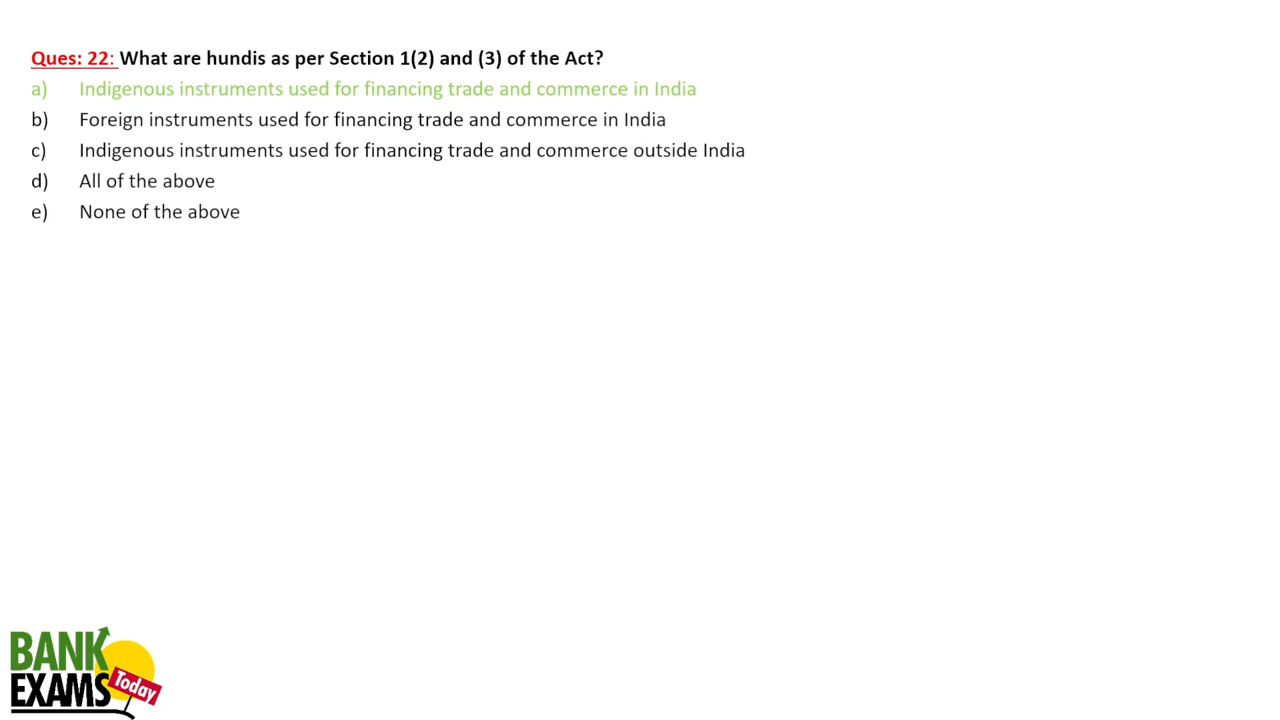 Ques: 22: What are hundis as per Section 1(2) and (3) of the Act?
a) Indigenous instruments used for financing trade and commerce in India
b) Foreign instruments used for financing trade and commerce in India
c) Indigenous instruments used for financing trade and commerce outside India
d) All of the above
e) None of the above
BANK
EXAMS
Today